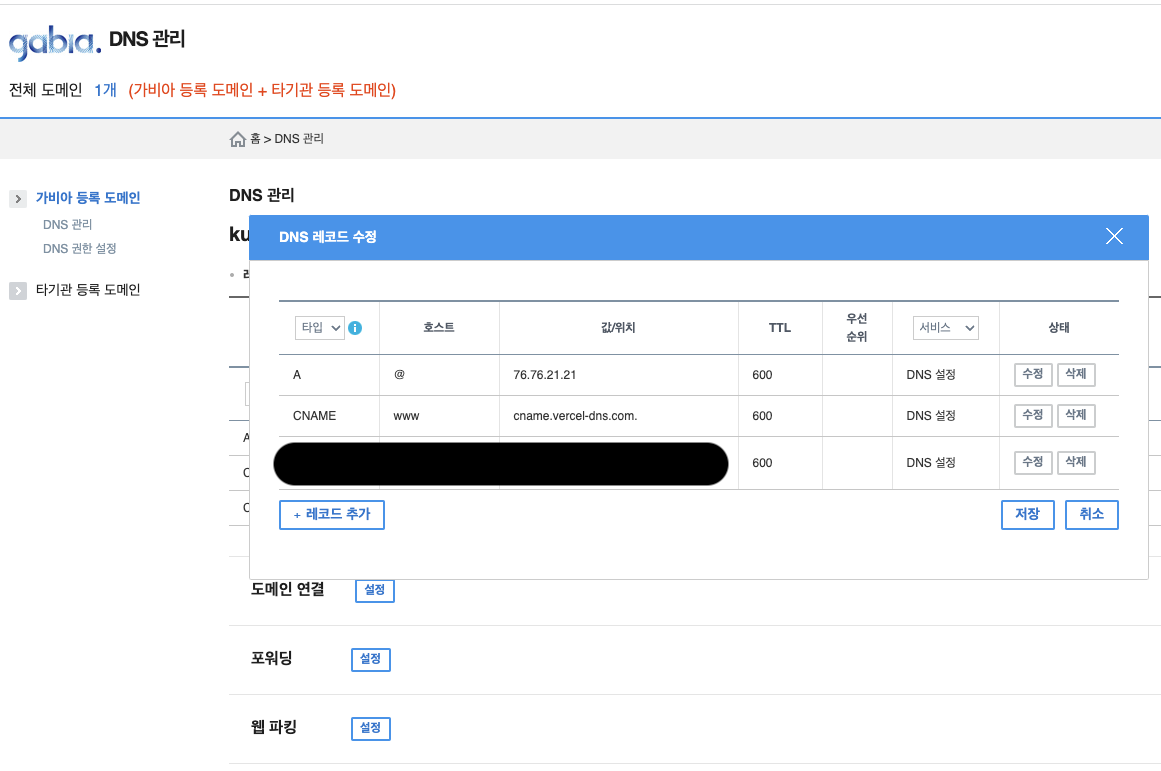 gabia. DNS 관리
전체 도메인 1개 (가비아 등록 도메인 + 타기관 등록 도메인)
홈 > DNS 관리
가비아 등록 도메인
DNS 관리
DNS 권한 설정
타기관 등록 도메인
DNS 관리
ku
DNS 레코드 수정
타입 호스트 값/위치 TTL 우선 순위 서비스 상태
A @ 76.76.21.21 600 DNS 설정 수정 삭제
CNAME www cname.vercel-dns.com. 600 DNS 설정 수정 삭제
600 DNS 설정 수정 삭제
+ 레코드 추가 저장 취소
도메인 연결 설정
포워딩 설정
웹 파킹 설정